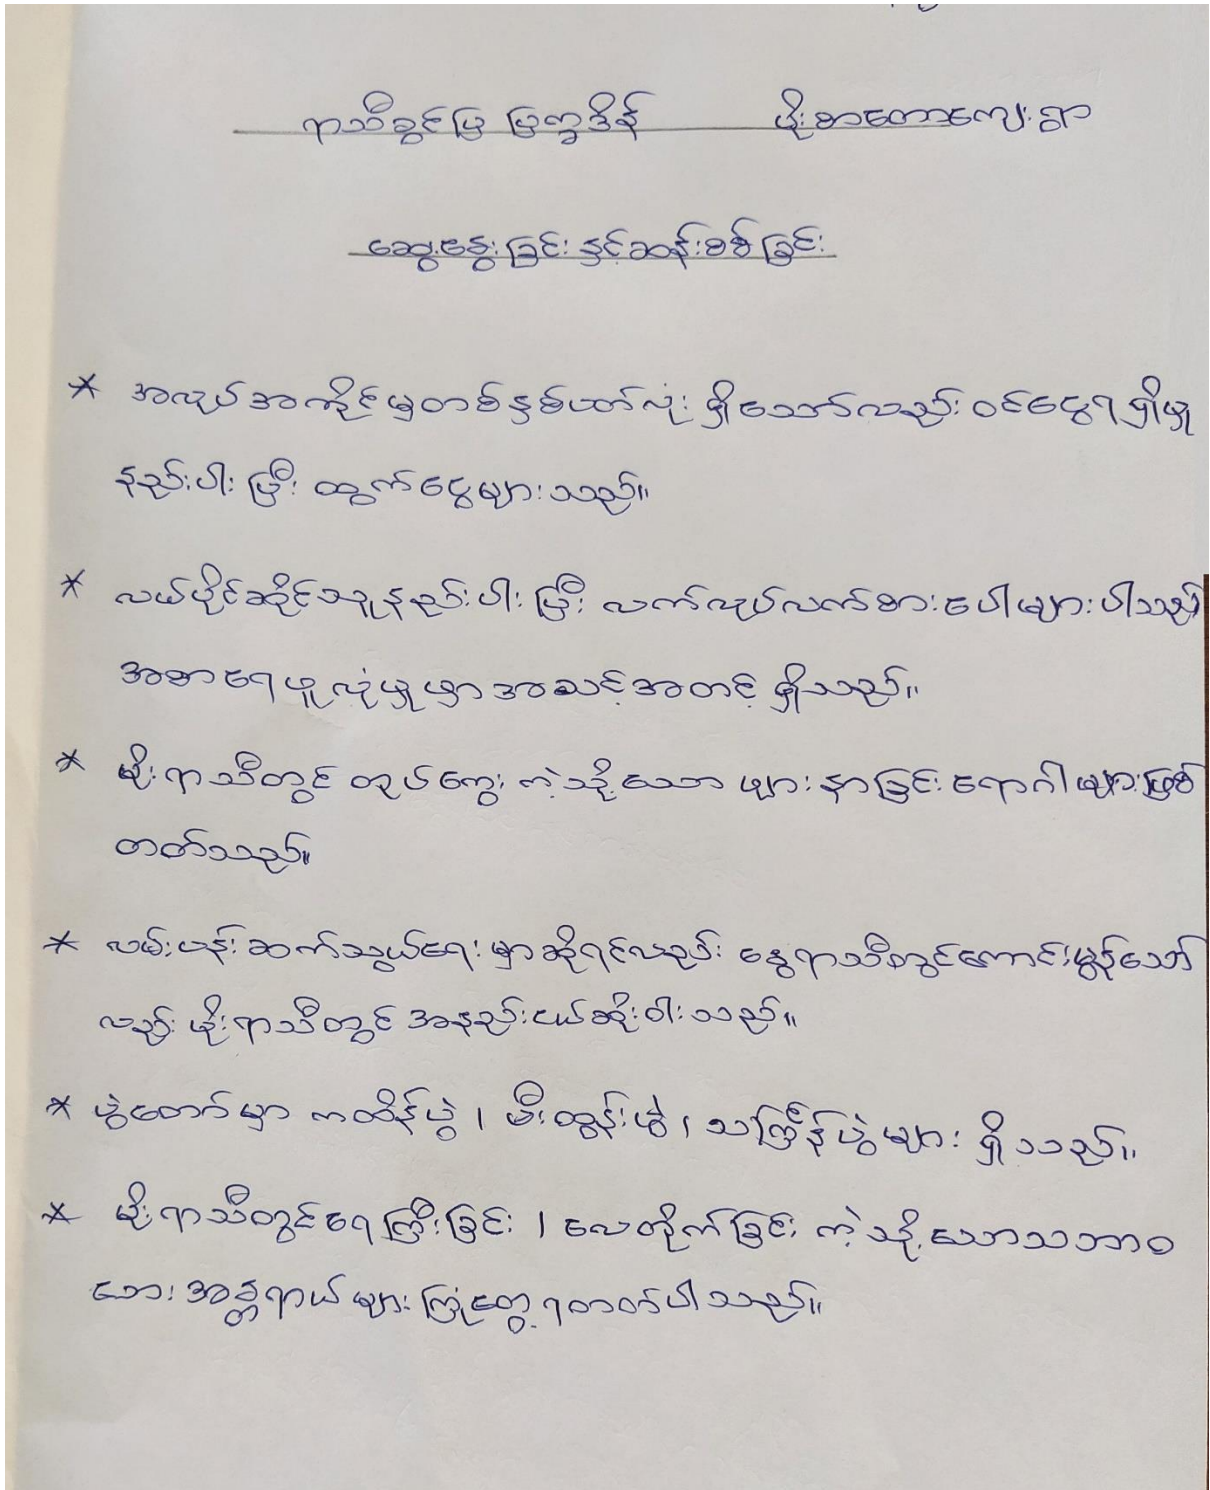 ရာသီခွင်ပြ ပြက္ခဒိန် ဖိုးစာတောကျေးရွာ
ဆွေးနွေးခြင်းနှင့်ဆန်းစစ်ခြင်း
* အလုပ်အကိုင်မှတစ်နှစ်ပတ်လုံး ရှိသော်လည်း ဝင်ငွေရရှိမှု
နည်းပါးပြီး ထွက်ငွေများသည်။
* လယ်ပိုင်ဆိုင်သူနည်းပါးပြီး လက်လုပ်လက်စားပေါများပါသည်
အစာရေဖူလုံမှုမှာ အသင့်အတင့် ရှိသည်။
* မိုးရာသီတွင် တုပ်ကွေး ကဲ့သို့သော ဖျားနာခြင်းရောဂါများဖြစ်
တတ်သည်။
* လမ်းပန်းဆက်သွယ်ရေးမှာဆိုရင်လည်း နွေရာသီတွင်ကောင်းမွန်သော်
လည်း မိုးရာသီတွင် အနည်းငယ်ဆိုးဝါးသည်။
* ပွဲတော်မှာ ကထိန်ပွဲ ၊ မီးထွန်းပွဲ ၊ သင်္ကြန်ပွဲများ ရှိသည်။
* မိုးရာသီတွင်ရေကြီးခြင်း ၊ လေတိုက်ခြင်း ကဲ့သို့သောသဘာဝ
ဘေးအန္တရာယ်များ ကြုံတွေ့ရတတ်ပါသည်။